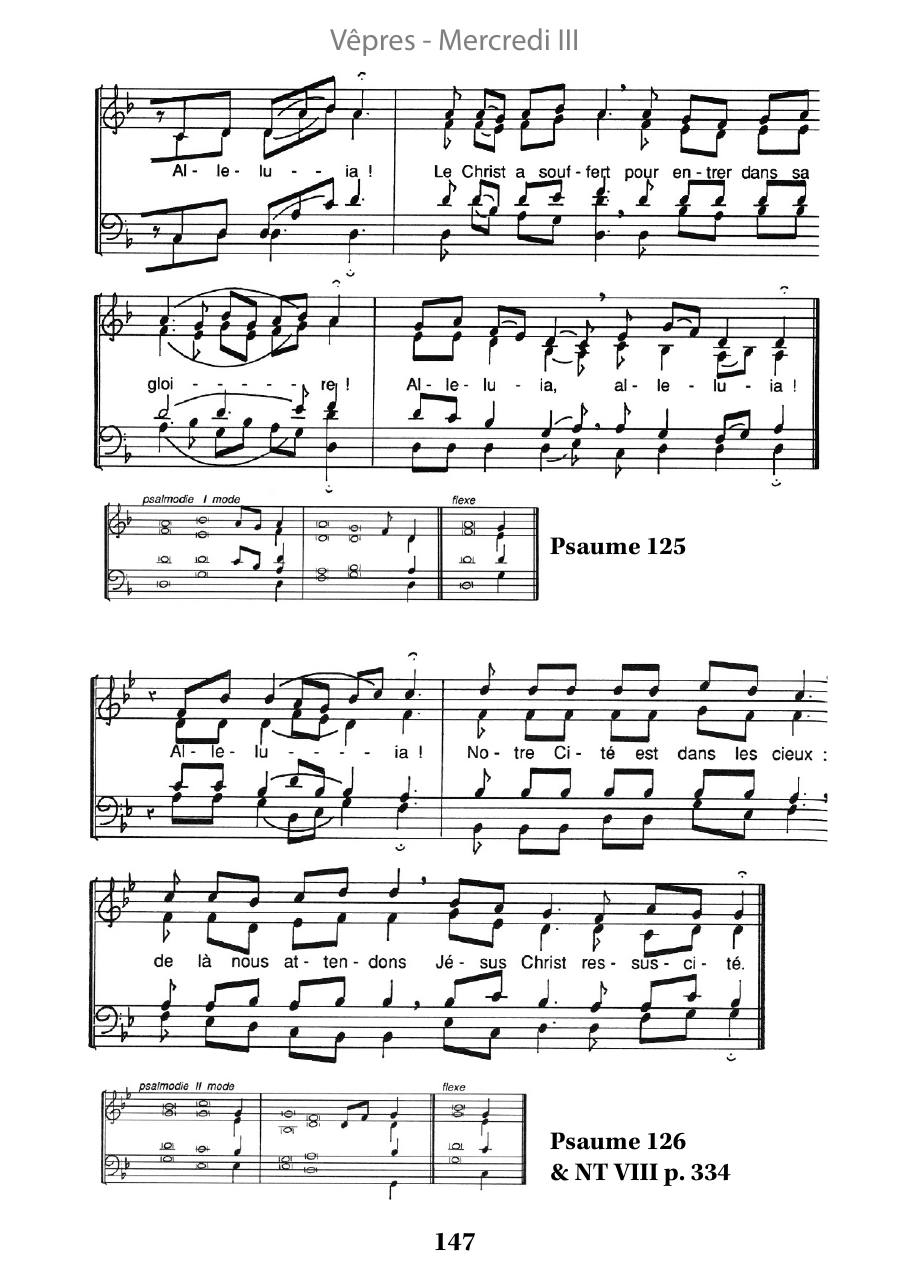 Vêpres - Mercredi III
Al - le - lu - - - ia ! Le Christ a souf - fert pour en - trer dans sa
gloi - - - - - re ! Al - le - lu - ia, al - le - lu - ia !
psalmodie I mode flexe
Psaume 125
Al - le - lu - - - ia ! No - tre Ci - té est dans les cieux :
de là nous at - ten - dons Jé - sus Christ res - sus - ci - té.
psalmodie II mode flexe
Psaume 126
& NT VIII p. 334
147